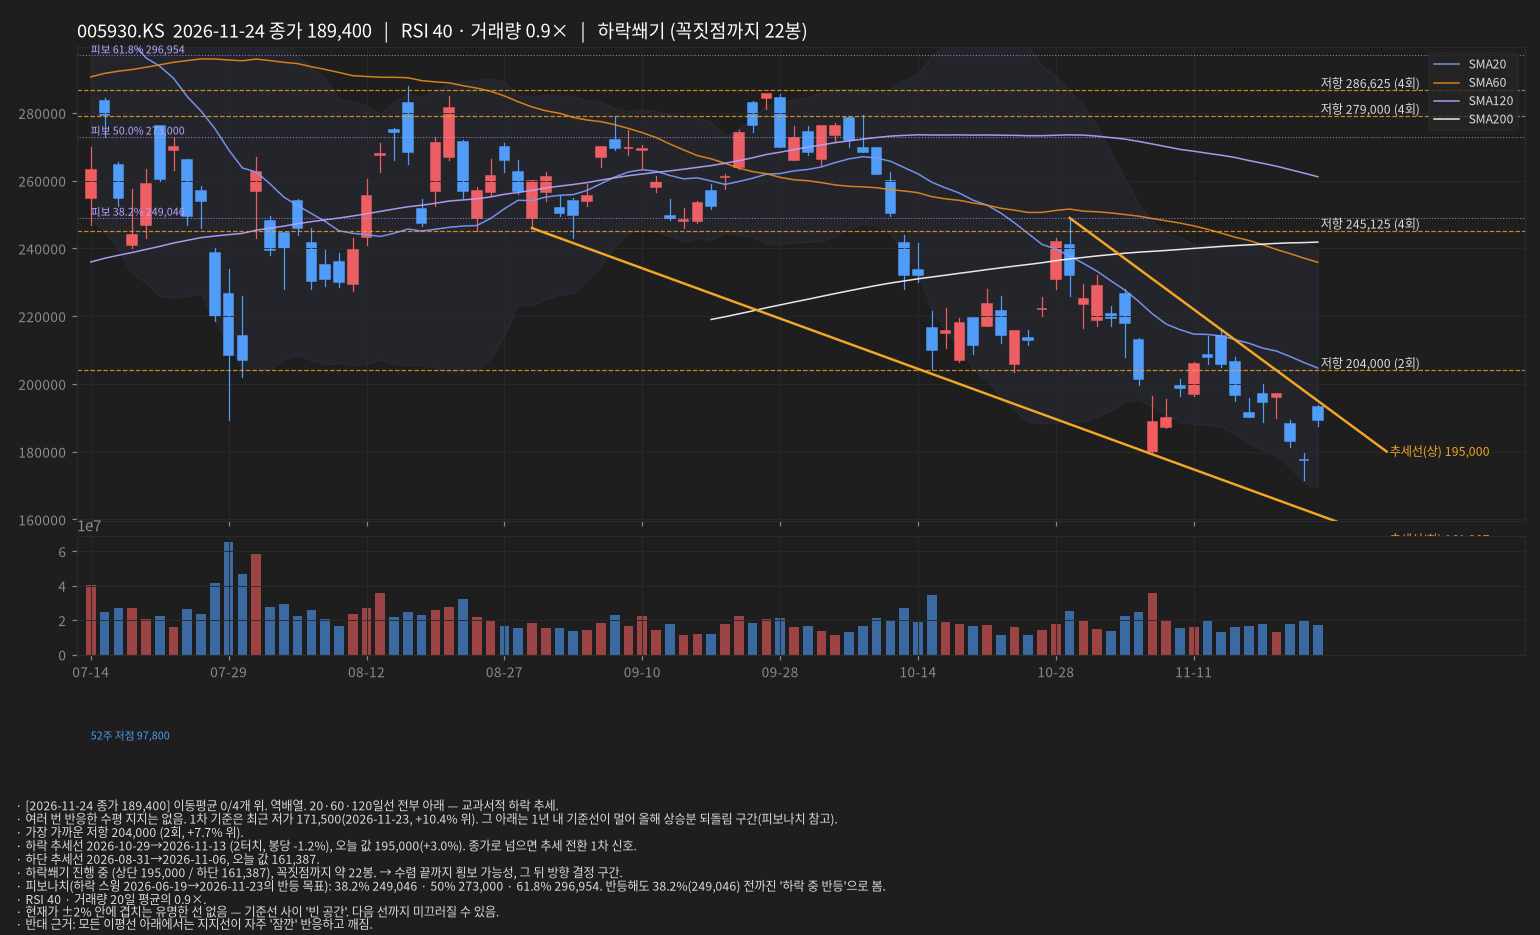 005930.KS 2026-11-24 종가 189,400 | RSI 40 · 거래량 0.9× | 하락쐐기 (꼭짓점까지 22봉)
피보 61.8% 296,954
SMA20
SMA60
SMA120
SMA200
저항 286,625 (4회)
저항 279,000 (4회)
280000
피보 50.0% 273,000
260000
피보 38.2% 249,046
저항 245,125 (4회)
240000
220000
저항 204,000 (2회)
200000
추세선(상) 195,000
180000
160000
1e7
6
4
2
0
07-14 07-29 08-12 08-27 09-10 09-28 10-14 10-28 11-11
52주 저점 97,800
· [2026-11-24 종가 189,400] 이동평균 0/4개 위. 역배열. 20·60·120일선 전부 아래 — 교과서적 하락 추세.
· 여러 번 반응한 수평 지지는 없음. 1차 기준은 최근 저가 171,500(2026-11-23, +10.4% 위). 그 아래는 1년 내 기준선이 멀어 올해 상승분 되돌림 구간(피보나치 참고).
· 가장 가까운 저항 204,000 (2회, +7.7% 위).
· 하락 추세선 2026-10-29→2026-11-13 (2터치, 봉당 -1.2%), 오늘 값 195,000(+3.0%). 종가로 넘으면 추세 전환 1차 신호.
· 하단 추세선 2026-08-31→2026-11-06, 오늘 값 161,387.
· 하락쐐기 진행 중 (상단 195,000 / 하단 161,387), 꼭짓점까지 약 22봉. → 수렴 끝까지 횡보 가능성, 그 뒤 방향 결정 구간.
· 피보나치(하락 스윙 2026-06-19→2026-11-23의 반등 목표): 38.2% 249,046 · 50% 273,000 · 61.8% 296,954. 반등해도 38.2%(249,046) 전까진 '하락 중 반등'으로 봄.
· RSI 40 · 거래량 20일 평균의 0.9×.
· 현재가 ±2% 안에 겹치는 유명한 선 없음 — 기준선 사이 '빈 공간'. 다음 선까지 미끄러질 수 있음.
· 반대 근거: 모든 이평선 아래에서는 지지선이 자주 '잠깐' 반응하고 깨짐.